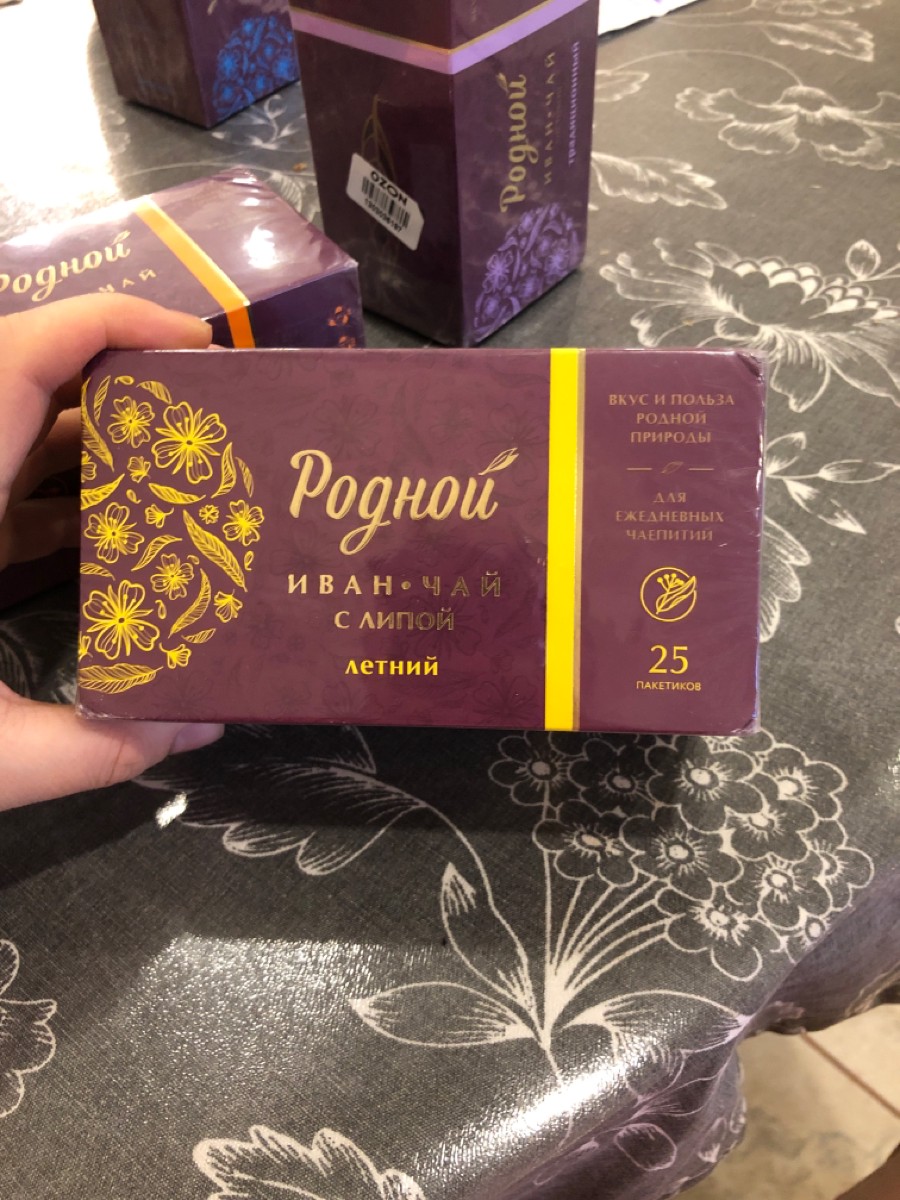 Родной
ИВАН•ЧАЙ
ТРАДИЦИОННЫЙ
OZON
Родной
ЧАЙ
Родной
ИВАН•ЧАЙ
С ЛИПОЙ
летний
ВКУС И ПОЛЬЗА
РОДНОЙ
ПРИРОДЫ
ДЛЯ
ЕЖЕДНЕВНЫХ
ЧАЕПИТИЙ
25
ПАКЕТИКОВ